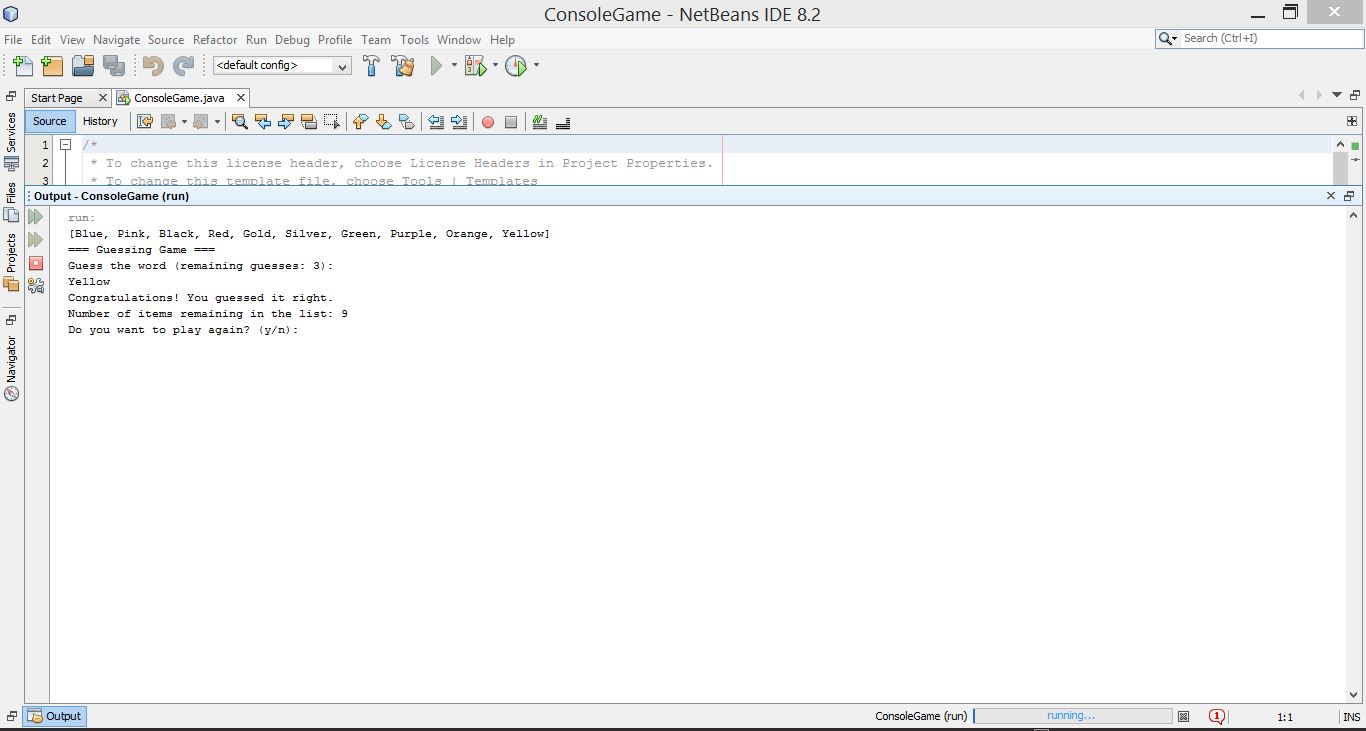 ConsoleGame - NetBeans IDE 8.2
File Edit View Navigate Source Refactor Run Debug Profile Team Tools Window Help
Search (Ctrl+I)
<default config>
Start Page
ConsoleGame.java
Source History
Services
Files
Projects
Navigator
1 /*
2 * To change this license header, choose License Headers in Project Properties.
3 * To change this template file, choose Tools | Templates
Output - ConsoleGame (run)
run:
[Blue, Pink, Black, Red, Gold, Silver, Green, Purple, Orange, Yellow]
=== Guessing Game ===
Guess the word (remaining guesses: 3):
Yellow
Congratulations! You guessed it right.
Number of items remaining in the list: 9
Do you want to play again? (y/n):
Output
ConsoleGame (run)
running...
1
1:1
INS